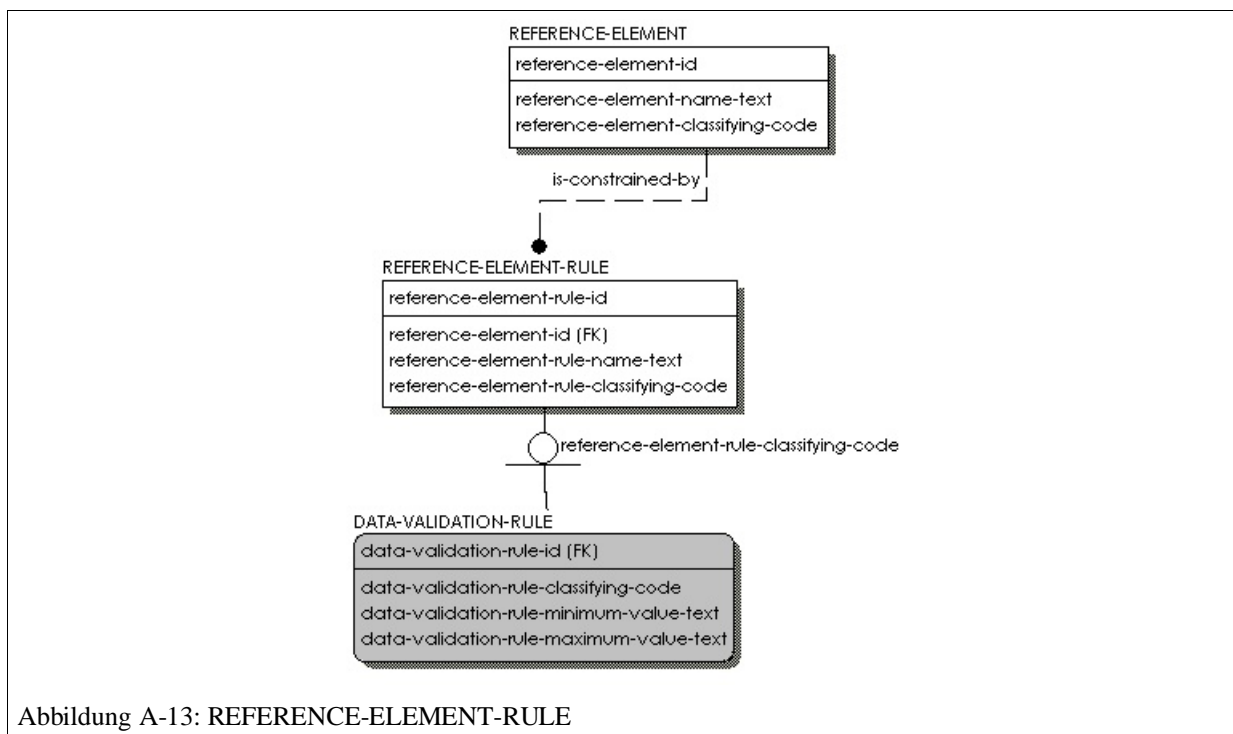 REFERENCE-ELEMENT
reference-element-id
reference-element-name-text
reference-element-classifying-code
is-constrained-by
REFERENCE-ELEMENT-RULE
reference-element-rule-id
reference-element-id (FK)
reference-element-rule-name-text
reference-element-rule-classifying-code
reference-element-rule-classifying-code
DATA-VALIDATION-RULE
data-validation-rule-id (FK)
data-validation-rule-classifying-code
data-validation-rule-minimum-value-text
data-validation-rule-maximum-value-text
Abbildung A-13: REFERENCE-ELEMENT-RULE